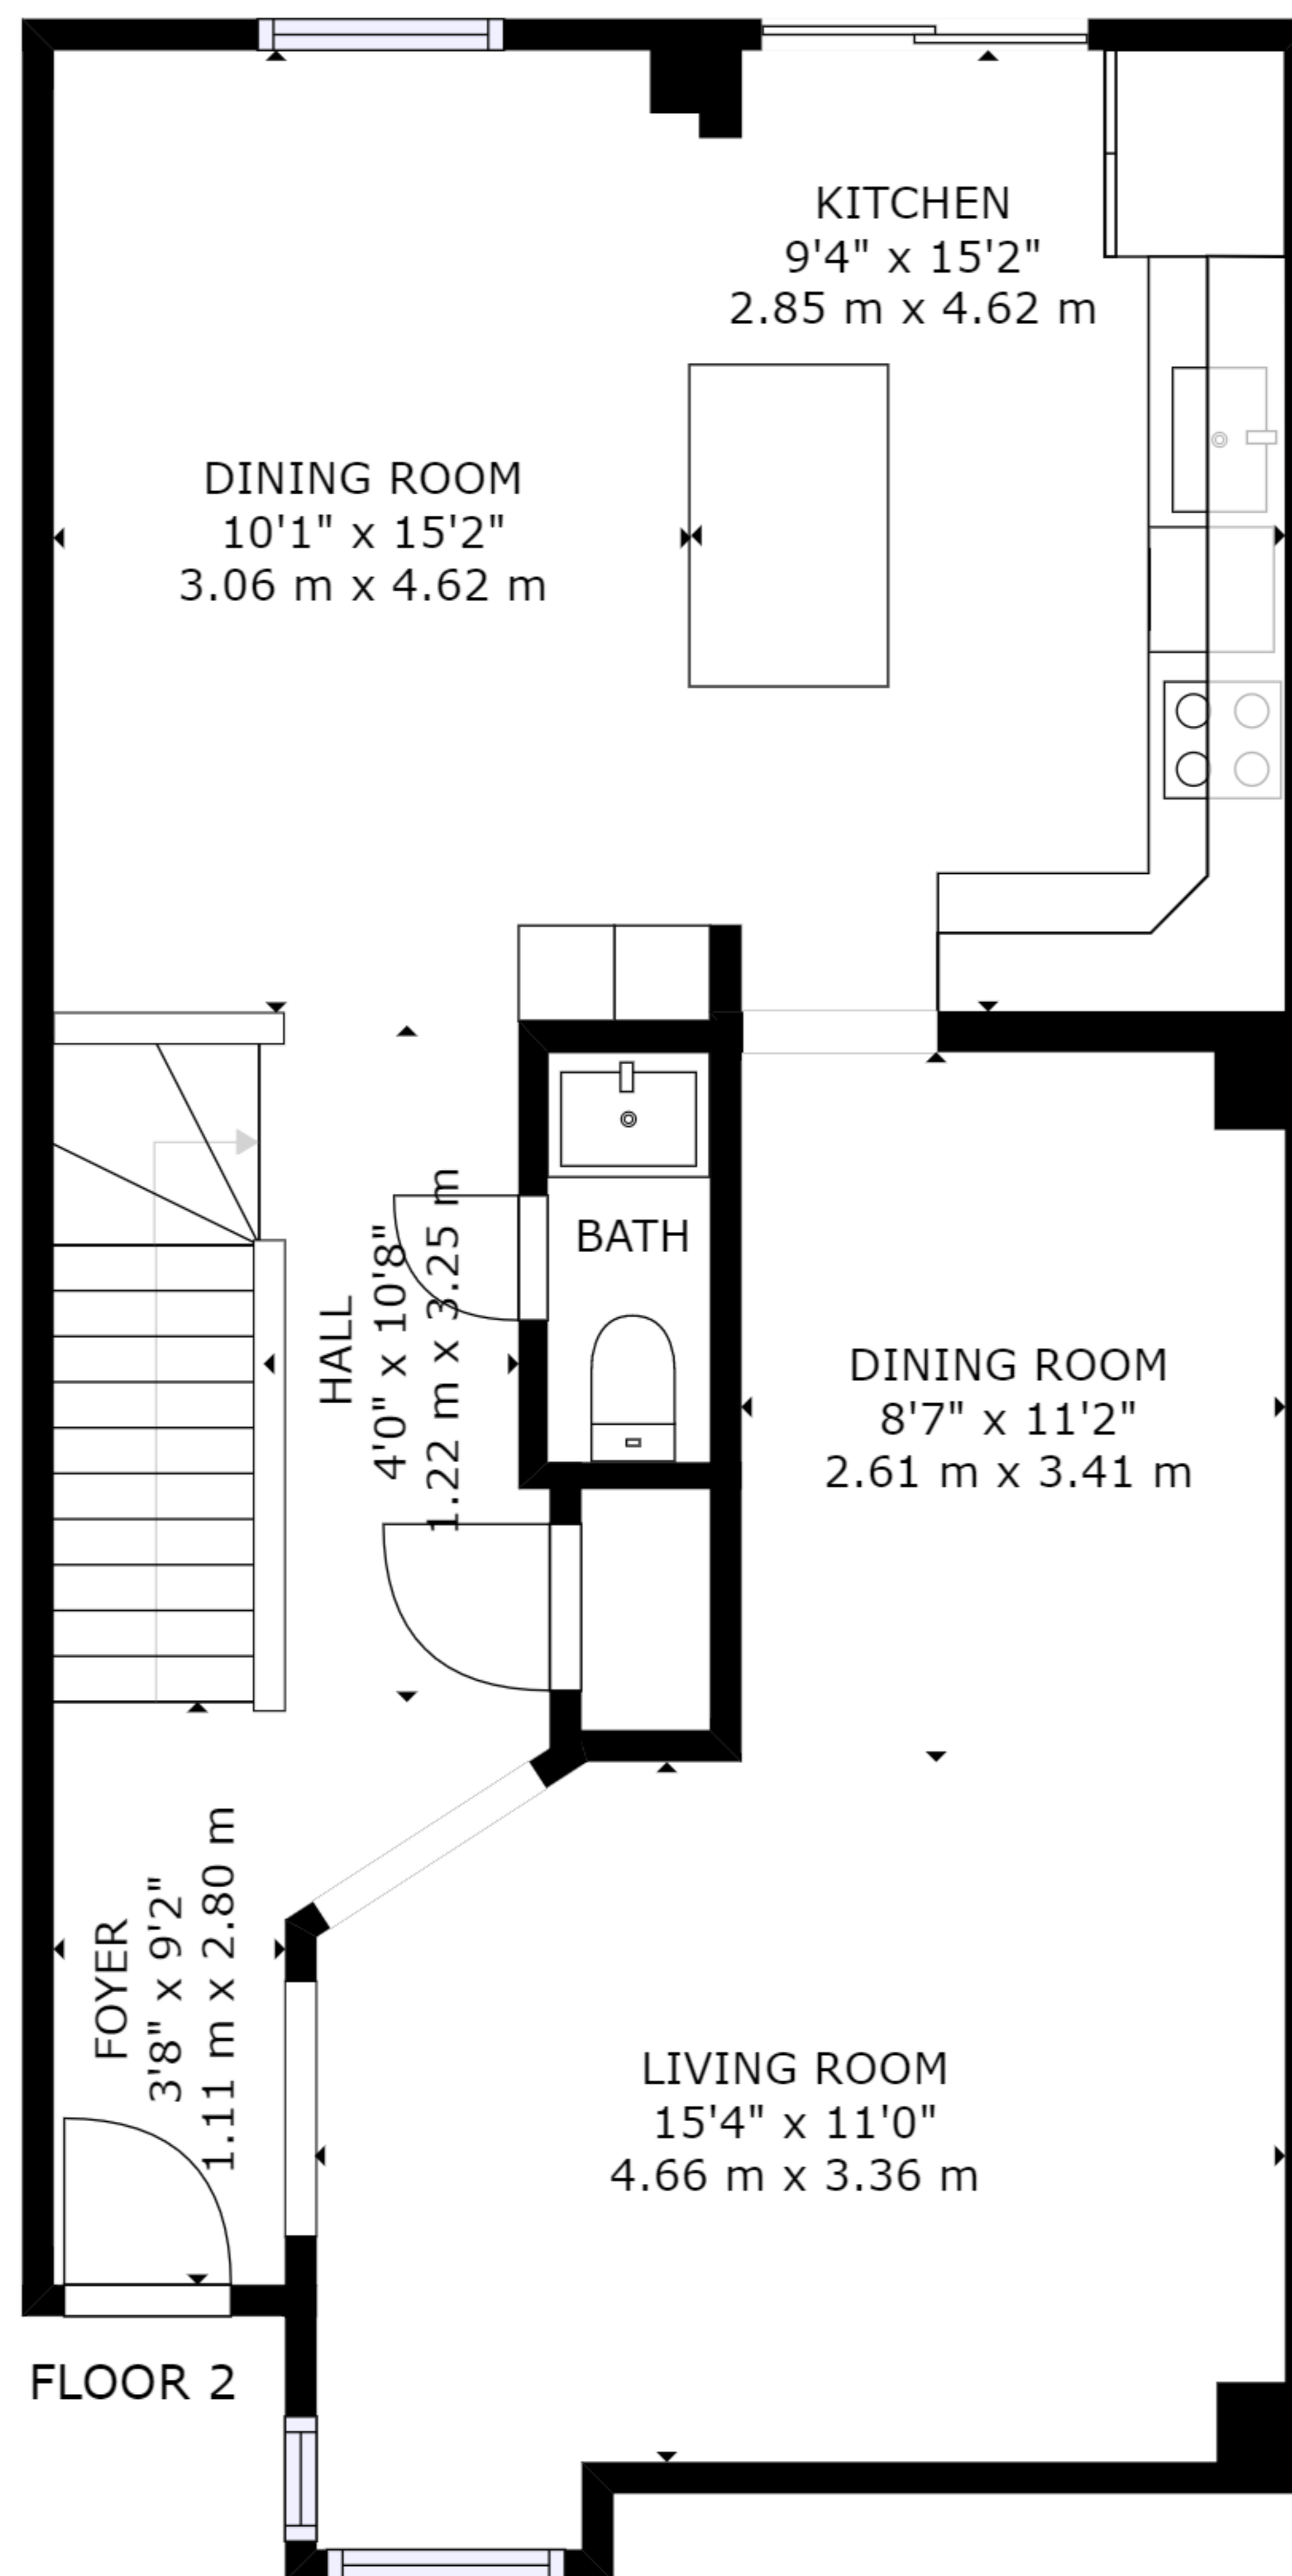 KITCHEN
9'4" x 15'2"
2.85 m x 4.62 m
DINING ROOM
10'1" x 15'2"
3.06 m x 4.62 m
HALL
4'0" x 10'8"
1.22 m x 3.25 m
BATH
DINING ROOM
8'7" x 11'2"
2.61 m x 3.41 m
FOYER
3'8" x 9'2"
1.11 m x 2.80 m
LIVING ROOM
15'4" x 11'0"
4.66 m x 3.36 m
FLOOR 2